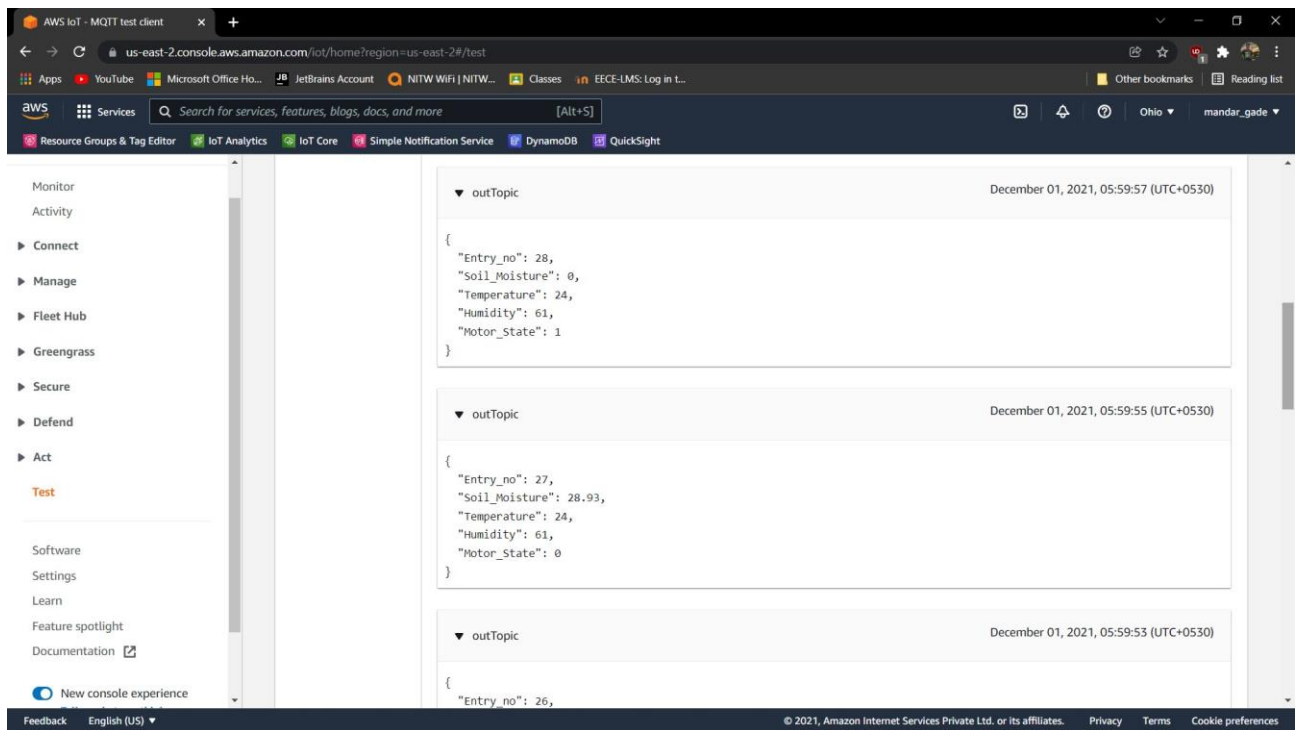 AWS IoT - MQTT test client
us-east-2.console.aws.amazon.com/iot/home?region=us-east-2#/test
Apps YouTube Microsoft Office Ho... JetBrains Account NITW WiFi | NITW... Classes EECE-LMS: Log in t... Other bookmarks Reading list
aws Services Search for services, features, blogs, docs, and more [Alt+S] Ohio ▼ mandar_gade ▼
Resource Groups & Tag Editor IoT Analytics IoT Core Simple Notification Service DynamoDB QuickSight
Monitor
Activity
Connect
Manage
Fleet Hub
Greengrass
Secure
Defend
Act
Test
Software
Settings
Learn
Feature spotlight
Documentation
New console experience
▼ outTopic December 01, 2021, 05:59:57 (UTC+0530)
{
"Entry_no": 28,
"Soil_Moisture": 0,
"Temperature": 24,
"Humidity": 61,
"Motor_State": 1
}
▼ outTopic December 01, 2021, 05:59:55 (UTC+0530)
{
"Entry_no": 27,
"Soil_Moisture": 28.93,
"Temperature": 24,
"Humidity": 61,
"Motor_State": 0
}
▼ outTopic December 01, 2021, 05:59:53 (UTC+0530)
{
"Entry_no": 26,
Feedback English (US) ▼ © 2021, Amazon Internet Services Private Ltd. or its affiliates. Privacy Terms Cookie preferences